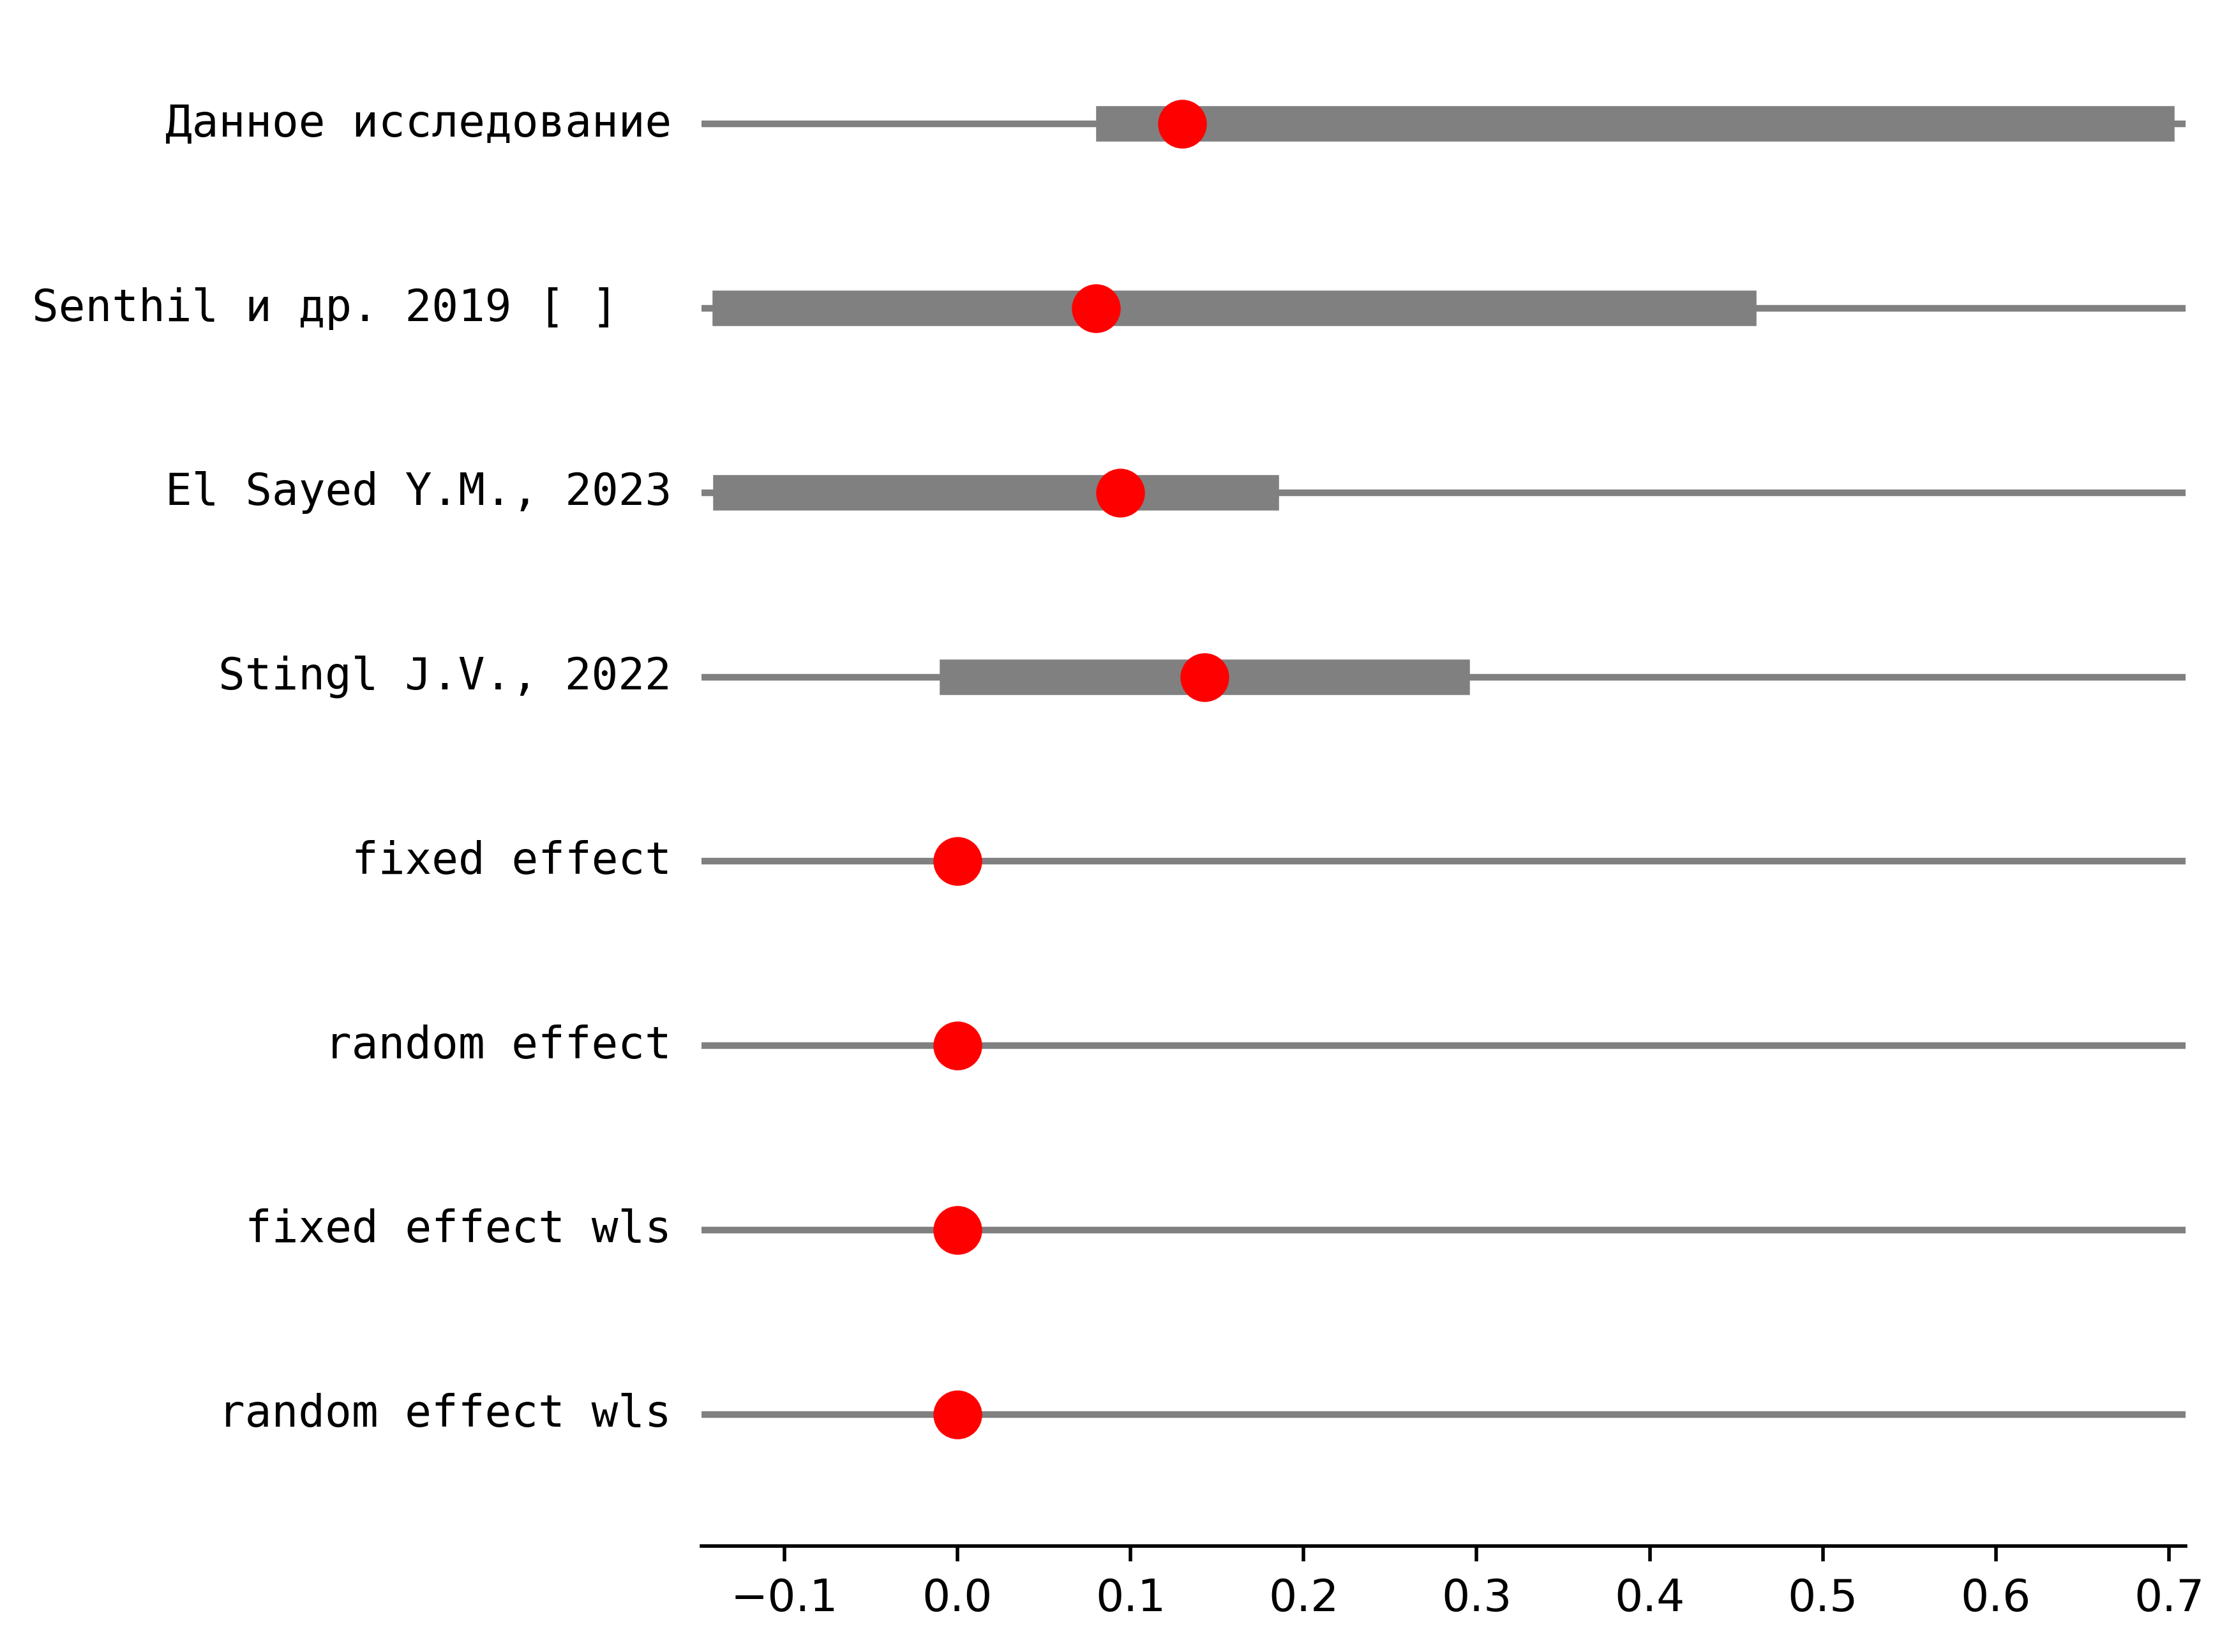 Данное исследование
Senthil и др. 2019 [ ]
El Sayed Y.M., 2023
Stingl J.V., 2022
fixed effect
random effect
fixed effect wls
random effect wls
−0.1 0.0 0.1 0.2 0.3 0.4 0.5 0.6 0.7